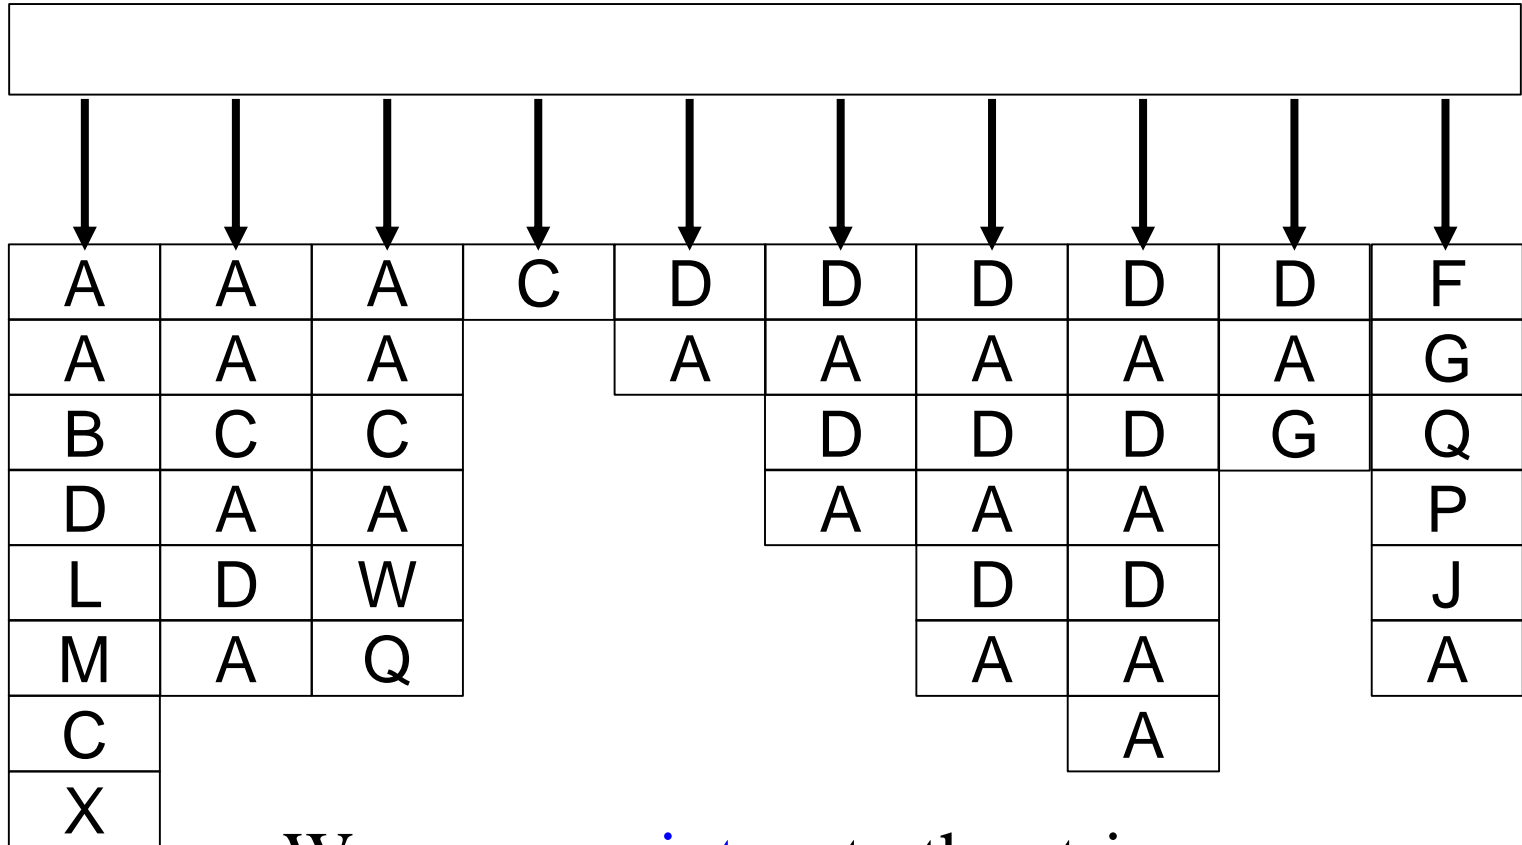 A A A C D D D D D F
A A A A A A A A G
B C C D D D G Q
D A A A A A P
L D W D D J
M A Q A A A
C A
X